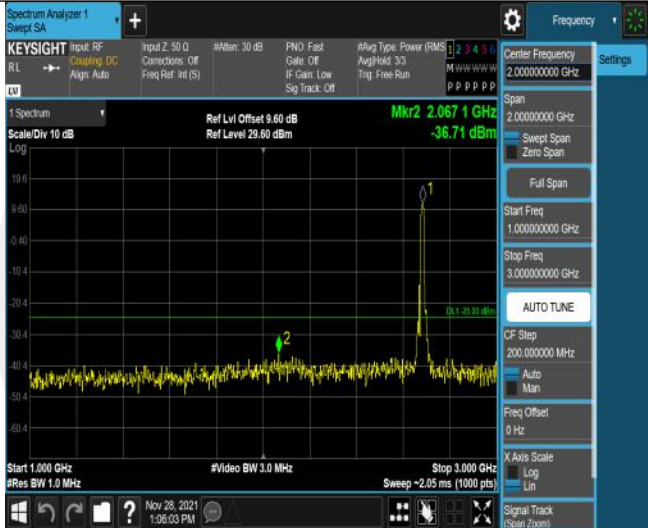 Spectrum Analyzer 1
Swept SA
+
Frequency
KEYSIGHT Input: RF Input Z: 50 Ω #Atten: 30 dB PNO: Fast #Avg Type: Power (RMS 1 2 3 4 5 6
RL Coupling: DC Corrections: Off Gate: Off Avg|Hold: 3/3 M W W W W W
Align: Auto Freq Ref: Int (S) IF Gain: Low Trig: Free Run
LV Sig Track: Off P P P P P P
1 Spectrum
Ref Lvl Offset 9.60 dB Mkr2 2.067 1 GHz
Scale/Div 10 dB Ref Level 29.60 dBm -36.71 dBm
Log
19.6
9.60
-0.40
-10.4
-20.4
-30.4
-40.4
-50.4
-60.4
1
DL1 -25.00 dBm
2
Start 1.000 GHz #Video BW 3.0 MHz Stop 3.000 GHz
#Res BW 1.0 MHz Sweep ~2.05 ms (1000 pts)
Nov 28, 2021
1:06:03 PM
?
Center Frequency
2.000000000 GHz
Settings
Span
2.00000000 GHz
Swept Span
Zero Span
Full Span
Start Freq
1.000000000 GHz
Stop Freq
3.000000000 GHz
AUTO TUNE
CF Step
200.000000 MHz
Auto
Man
Freq Offset
0 Hz
X Axis Scale
Log
Lin
Signal Track
(Span Zoom)